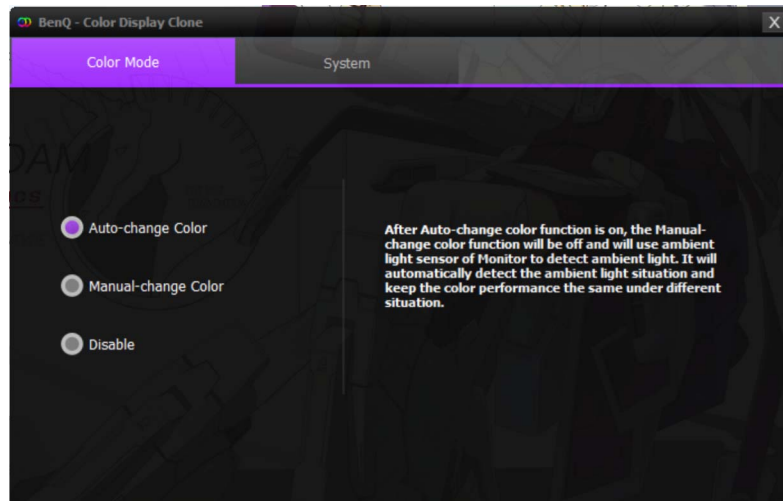 BenQ - Color Display Clone
X
Color Mode
System
DAM
Auto-change Color
Manual-change Color
Disable
After Auto-change color function is on, the Manual-
change color function will be off and will use ambient
light sensor of Monitor to detect ambient light. It will
automatically detect the ambient light situation and
keep the color performance the same under different
situation.